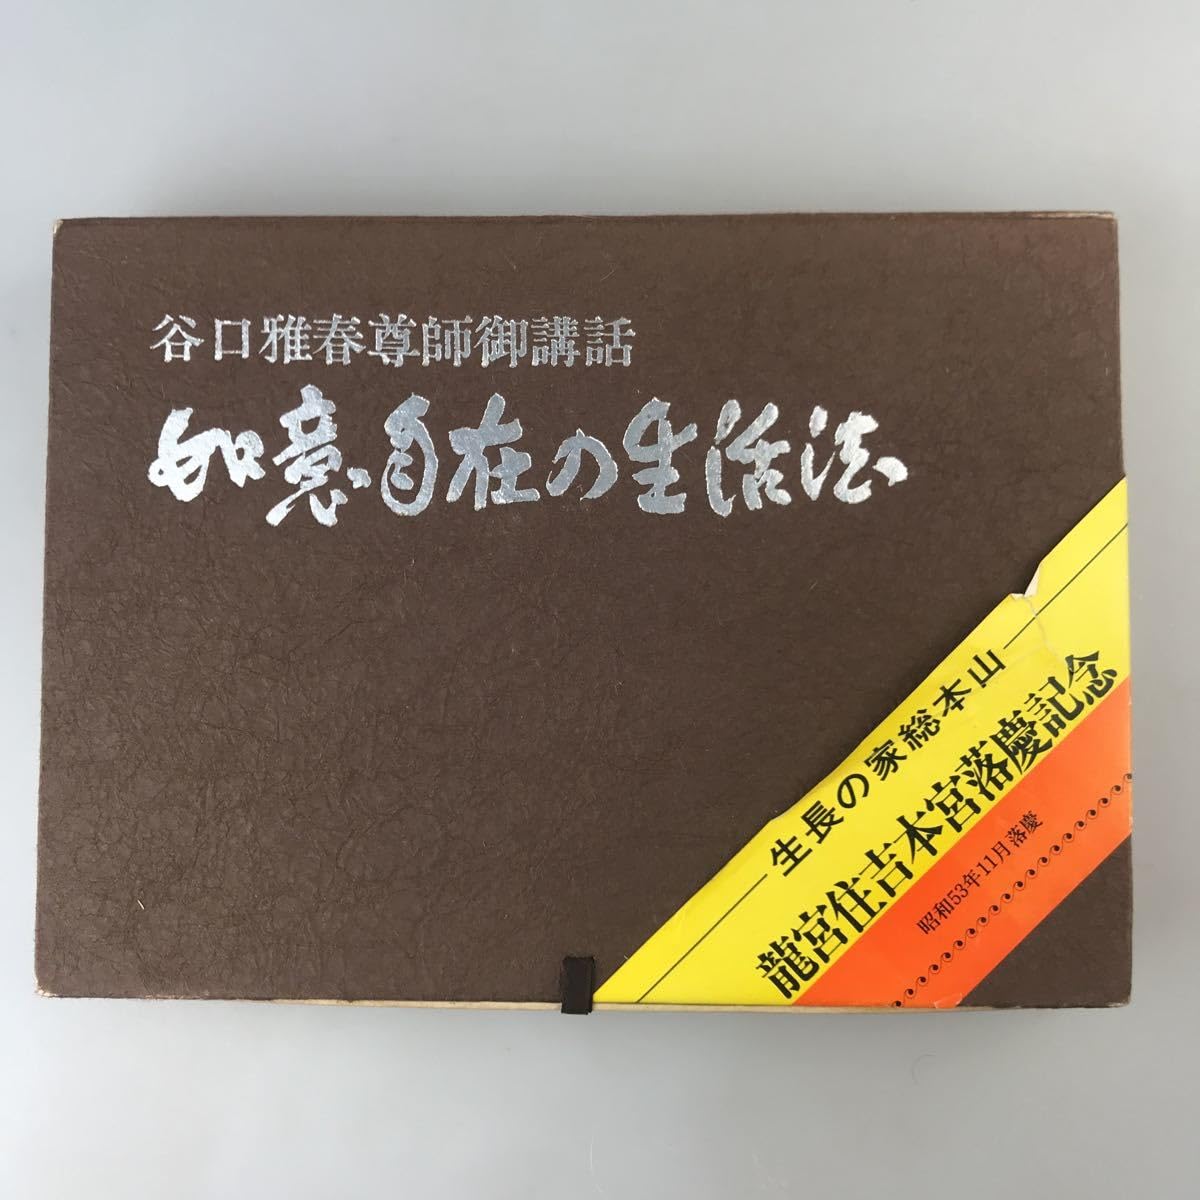 谷口雅春尊師御講話
如意自在の生活法
生長の家総本山
龍宮住吉本宮落慶記念
昭和53年11月落慶